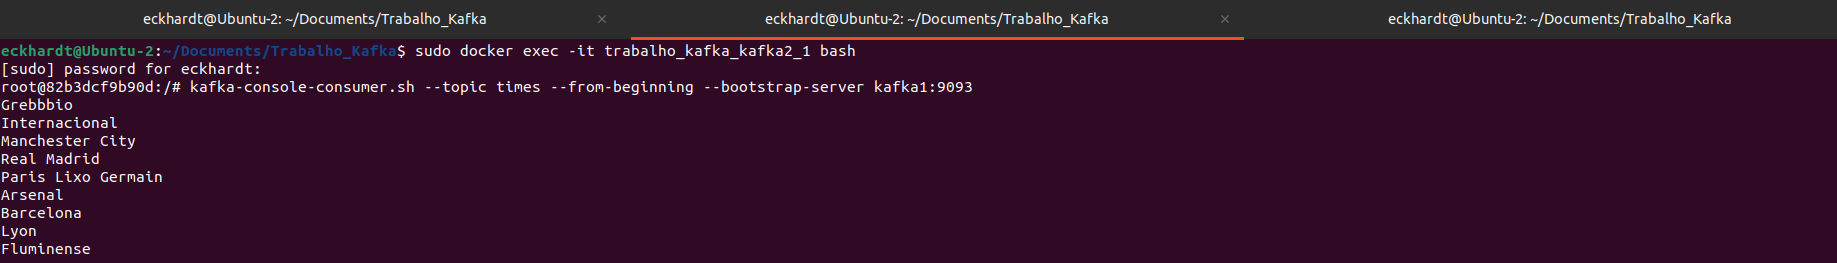 eckhardt@Ubuntu-2: ~/Documents/Trabalho_Kafka × eckhardt@Ubuntu-2: ~/Documents/Trabalho_Kafka × eckhardt@Ubuntu-2: ~/Documents/Trabalho_Kafka
eckhardt@Ubuntu-2:~/Documents/Trabalho_Kafka$ sudo docker exec -it trabalho_kafka_kafka2_1 bash
[sudo] password for eckhardt:
root@82b3dcf9b90d:/# kafka-console-consumer.sh --topic times --from-beginning --bootstrap-server kafka1:9093
Grebbbio
Internacional
Manchester City
Real Madrid
Paris Lixo Germain
Arsenal
Barcelona
Lyon
Fluminense